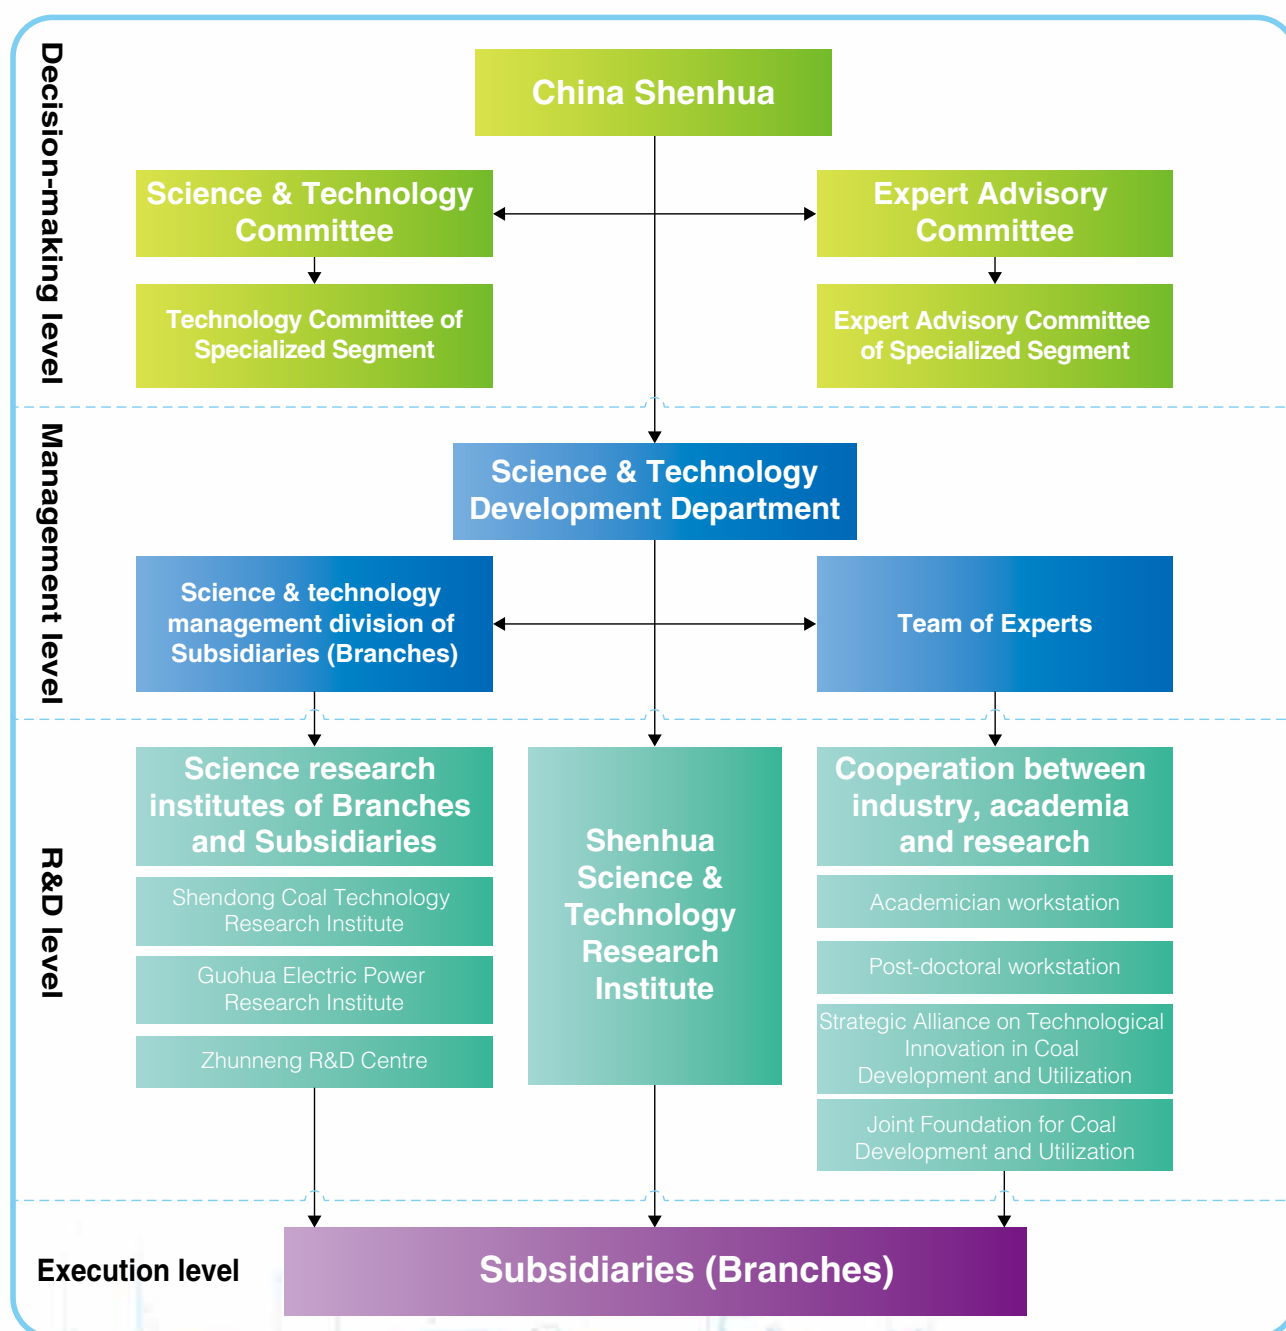 Decision-making level
China Shenhua
Science & Technology
Committee
Expert Advisory
Committee
Technology Committee of
Specialized Segment
Expert Advisory Committee
of Specialized Segment
Management level
Science & Technology
Development Department
Science & technology
management division of
Subsidiaries (Branches)
Team of Experts
R&D level
Science research
institutes of Branches
and Subsidiaries
Shendong Coal Technology
Research Institute
Guohua Electric Power
Research Institute
Zhunneng R&D Centre
Shenhua
Science &
Technology
Research
Institute
Cooperation between
industry, academia
and research
Academician workstation
Post-doctoral workstation
Strategic Alliance on Technological
Innovation in Coal
Development and Utilization
Joint Foundation for Coal
Development and Utilization
Execution level
Subsidiaries (Branches)